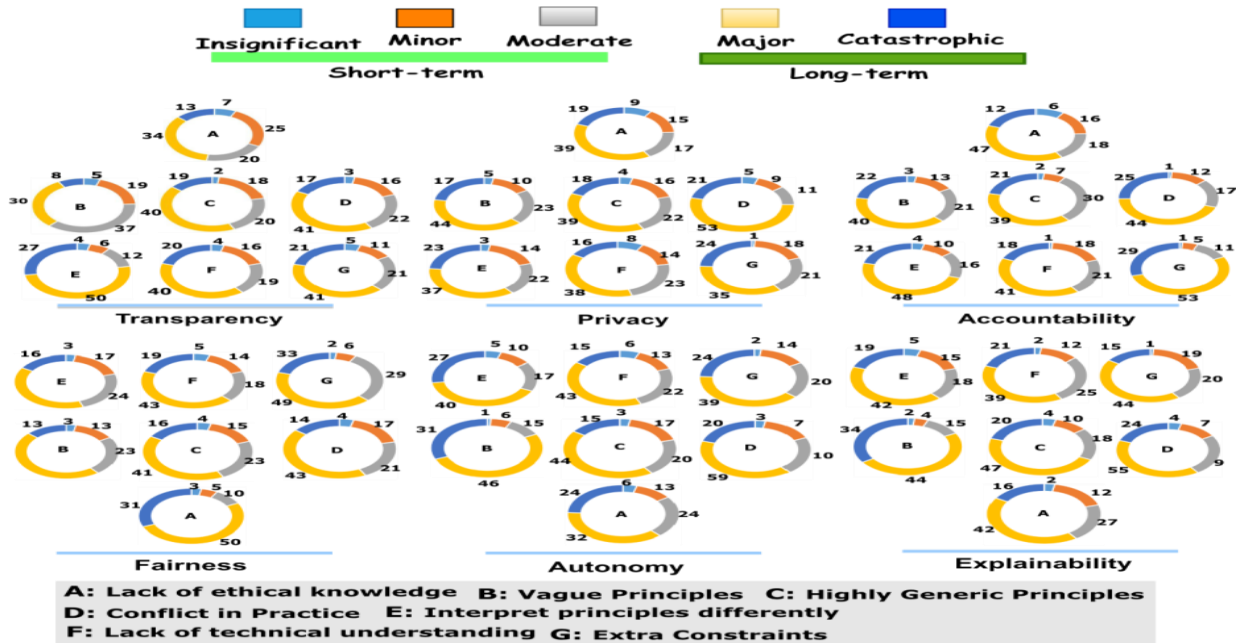 Insignificant Minor Moderate Major Catastrophic
Short-term Long-term
13 7 25 20 34 A
8 5 19 37 30 B
19 2 18 20 40 C
17 3 16 22 41 D
27 4 6 12 50 E
20 4 16 19 40 F
21 5 11 21 41 G
Transparency
19 9 15 17 39 A
17 5 10 23 44 B
18 4 16 22 39 C
21 5 9 11 53 D
23 3 14 22 37 E
16 8 14 23 38 F
24 1 18 21 35 G
Privacy
12 6 16 18 47 A
22 3 13 21 40 B
21 2 7 30 39 C
25 1 12 17 44 D
21 4 10 16 48 E
18 1 18 21 41 F
29 1 5 11 53 G
Accountability
16 3 17 24 E
19 5 14 18 43 F
33 2 6 29 49 G
13 3 13 23 B
16 4 15 23 41 C
14 4 17 21 43 D
31 3 5 10 50 A
Fairness
27 5 10 17 40 E
15 6 13 22 43 F
24 2 14 20 39 G
31 1 6 15 46 B
15 3 17 20 44 C
20 3 7 10 59 D
24 6 13 24 32 A
Autonomy
19 5 15 18 42 E
21 2 12 25 39 F
15 1 19 20 44 G
34 2 4 15 44 B
20 4 10 18 47 C
24 4 7 9 55 D
16 2 12 27 42 A
Explainability
A: Lack of ethical knowledge B: Vague Principles C: Highly Generic Principles
D: Conflict in Practice E: Interpret principles differently
F: Lack of technical understanding G: Extra Constraints